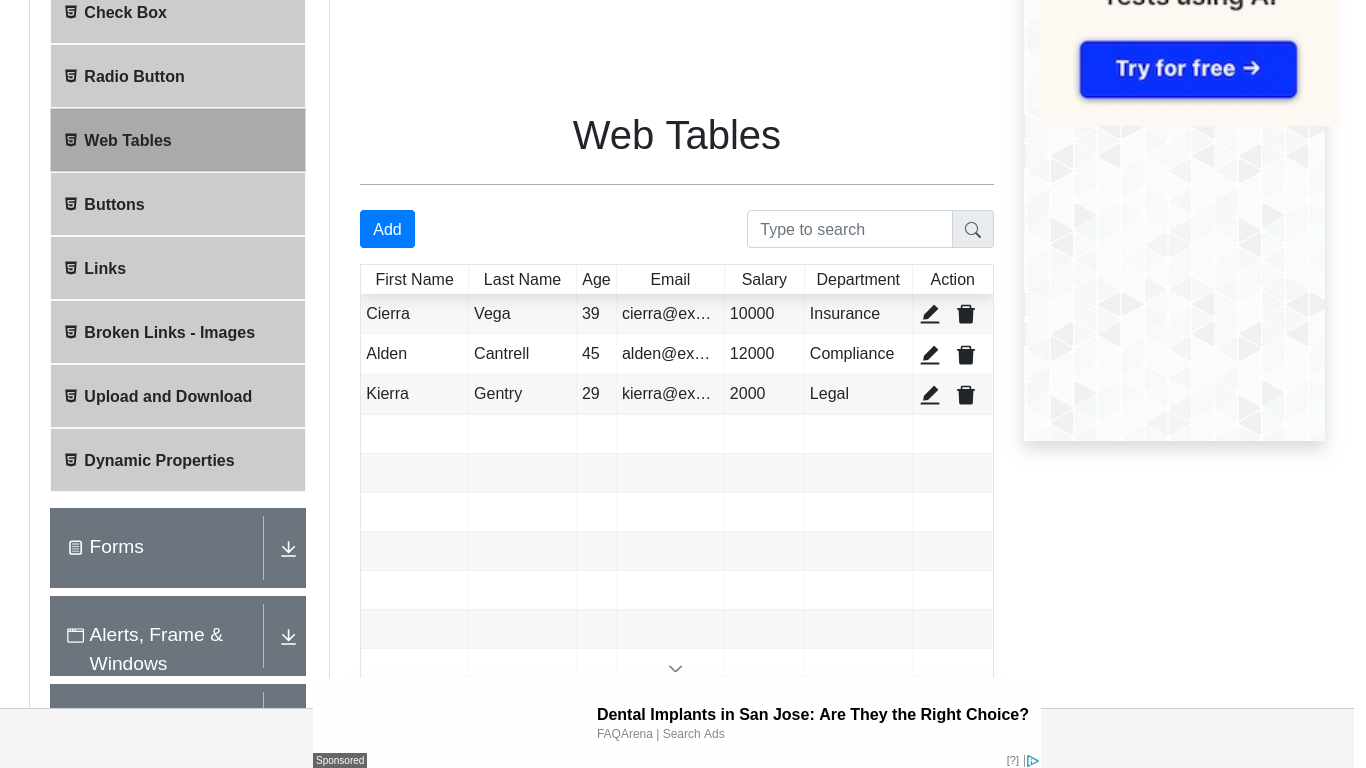 Check Box
Radio Button
Web Tables
Buttons
Links
Broken Links - Images
Upload and Download
Dynamic Properties
Forms
Alerts, Frame &
Windows
Web Tables
Add
Type to search
First Name Last Name Age Email Salary Department Action
Cierra Vega 39 cierra@ex... 10000 Insurance
Alden Cantrell 45 alden@ex... 12000 Compliance
Kierra Gentry 29 kierra@ex... 2000 Legal
Tests using AI
Try for free →
Dental Implants in San Jose: Are They the Right Choice?
FAQArena | Search Ads
Sponsored
[?]